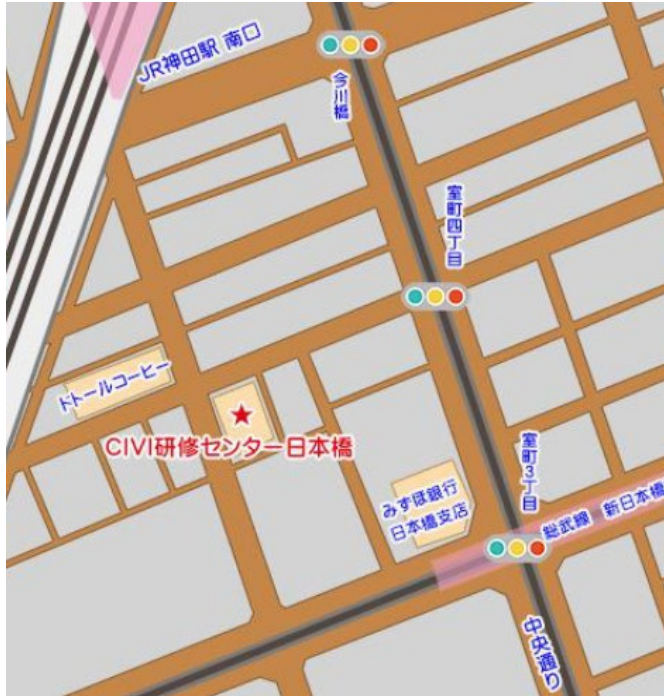 JR神田駅 南口
今川橋
室町四丁目
ドトールコーヒー
CIVI研修センター日本橋
室町3丁目
みずほ銀行
日本橋支店
総武線 新日本橋
中央通り